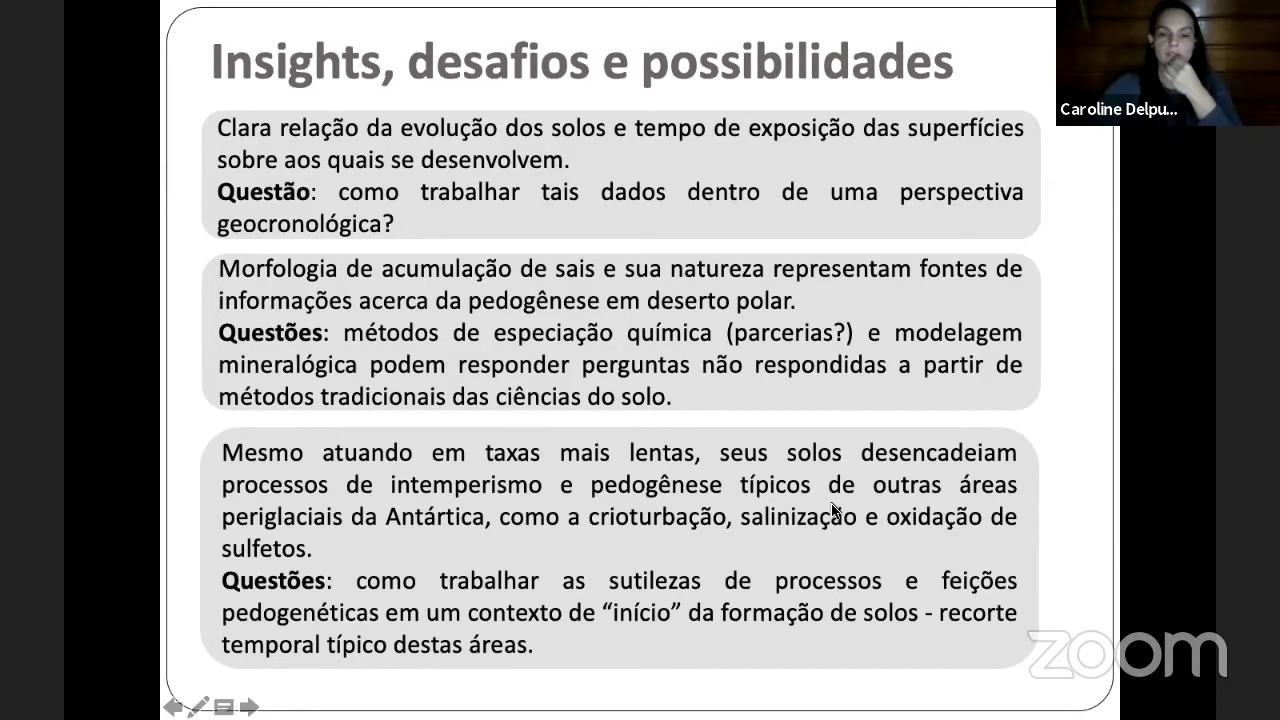 Insights, desafios e possibilidades
Caroline Delpu...
Clara relação da evolução dos solos e tempo de exposição das superfícies
sobre aos quais se desenvolvem.
Questão: como trabalhar tais dados dentro de uma perspectiva
geocronológica?
Morfologia de acumulação de sais e sua natureza representam fontes de
informações acerca da pedogênese em deserto polar.
Questões: métodos de especiação química (parcerias?) e modelagem
mineralógica podem responder perguntas não respondidas a partir de
métodos tradicionais das ciências do solo.
Mesmo atuando em taxas mais lentas, seus solos desencadeiam
processos de intemperismo e pedogênese típicos de outras áreas
periglaciais da Antártica, como a crioturbação, salinização e oxidação de
sulfetos.
Questões: como trabalhar as sutilezas de processos e feições
pedogenéticas em um contexto de “início” da formação de solos - recorte
temporal típico destas áreas.
zoom